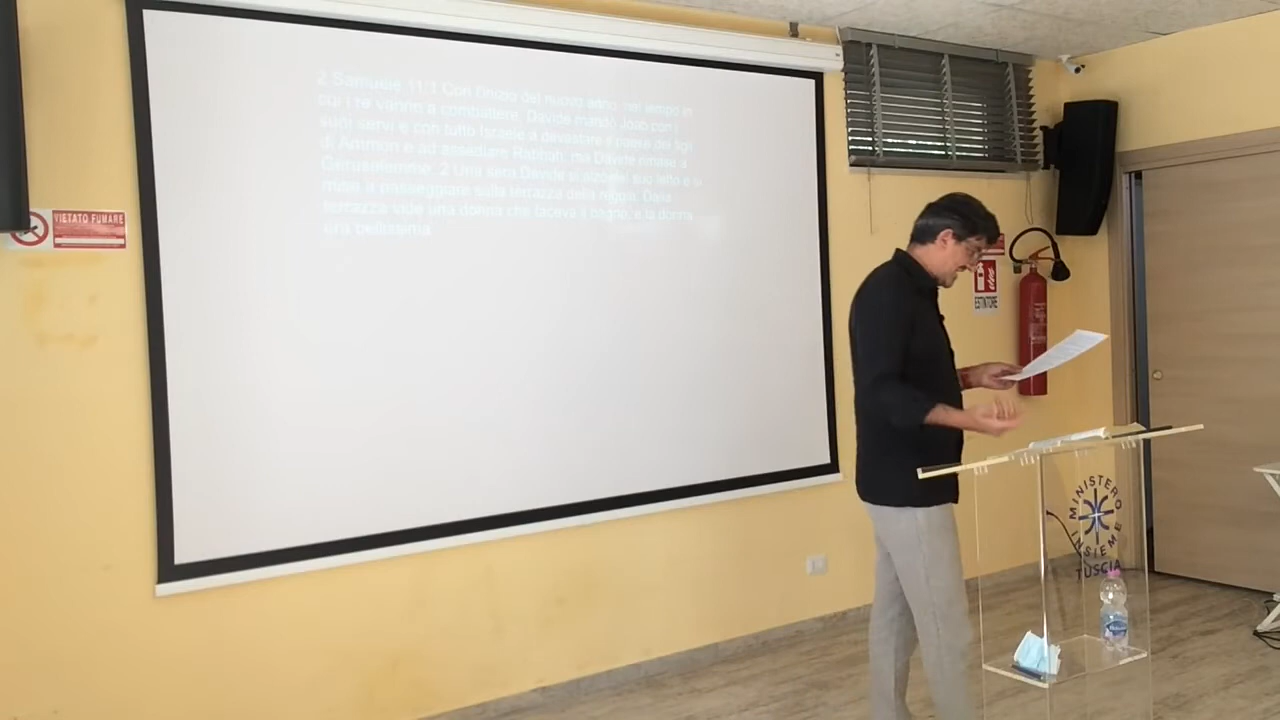 2 Samuele 11:1 Con l'inizio del nuovo anno, nel tempo in
cui i re vanno a combattere, Davide mandò Joab con i
suoi servi e con tutto Israele a devastare il paese dei figli
di Ammon e ad assediare Rabbah, ma Davide rimase a
Gerusalemme. 2 Una sera Davide si alzò dal suo letto e si
mise a passeggiare sulla terrazza della reggia. Dalla
terrazza vide una donna che faceva il bagno, e la donna
era bellissima
VIETATO FUMARE
ESTINTORE
MINISTERO
INSIEME
TUSCIA